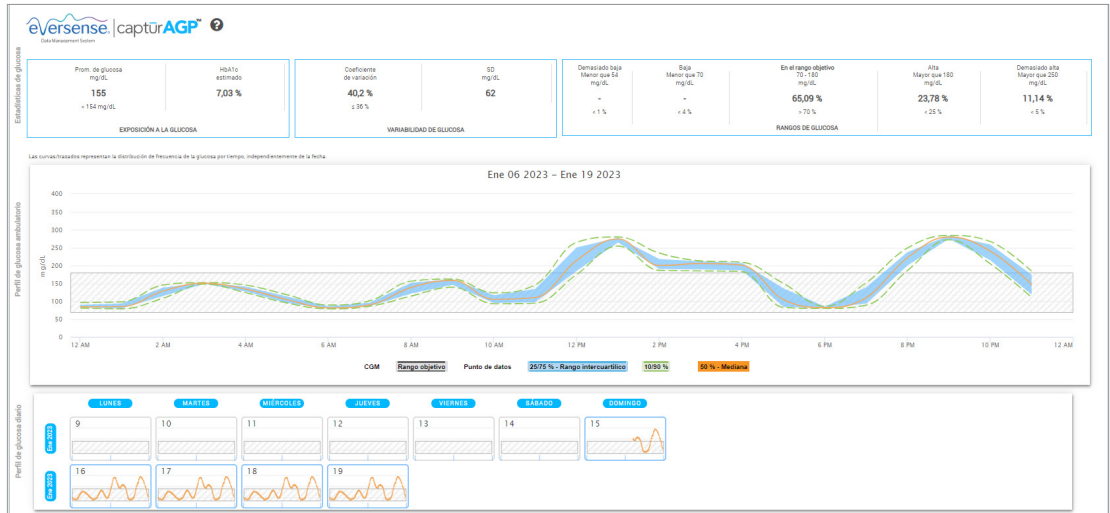 eversense. | captūrAGP™ ?
Data Management System
Estadísticas de glucosa
Prom. de glucosa
mg/dL
155
< 154 mg/dL
HbA1c
estimado
7,03 %
EXPOSICIÓN A LA GLUCOSA
Coeficiente
de variación
40,2 %
≤ 36 %
SD
mg/dL
62
VARIABILIDAD DE GLUCOSA
Demasiado baja
Menor que 54
mg/dL
-
< 1 %
Baja
Menor que 70
mg/dL
-
< 4 %
En el rango objetivo
70 - 180
mg/dL
65,09 %
> 70 %
Alta
Mayor que 180
mg/dL
23,78 %
< 25 %
Demasiado alta
Mayor que 250
mg/dL
11,14 %
< 5 %
RANGOS DE GLUCOSA
Las curvas/trazados representan la distribución de frecuencia de la glucosa por tiempo, independientemente de la fecha.
Perfil de glucosa ambulatorio
Ene 06 2023 – Ene 19 2023
mg/dL
400
350
300
250
200
150
100
50
0
12 AM 2 AM 4 AM 6 AM 8 AM 10 AM 12 PM 2 PM 4 PM 6 PM 8 PM 10 PM 12 AM
CGM Rango objetivo Punto de datos 25/75 % - Rango intercuartílico 10/90 % 50 % - Mediana
Perfil de glucosa diario
LUNES MARTES MIÉRCOLES JUEVES VIERNES SÁBADO DOMINGO
Ene 2023
9 10 11 12 13 14 15
Ene 2023
16 17 18 19